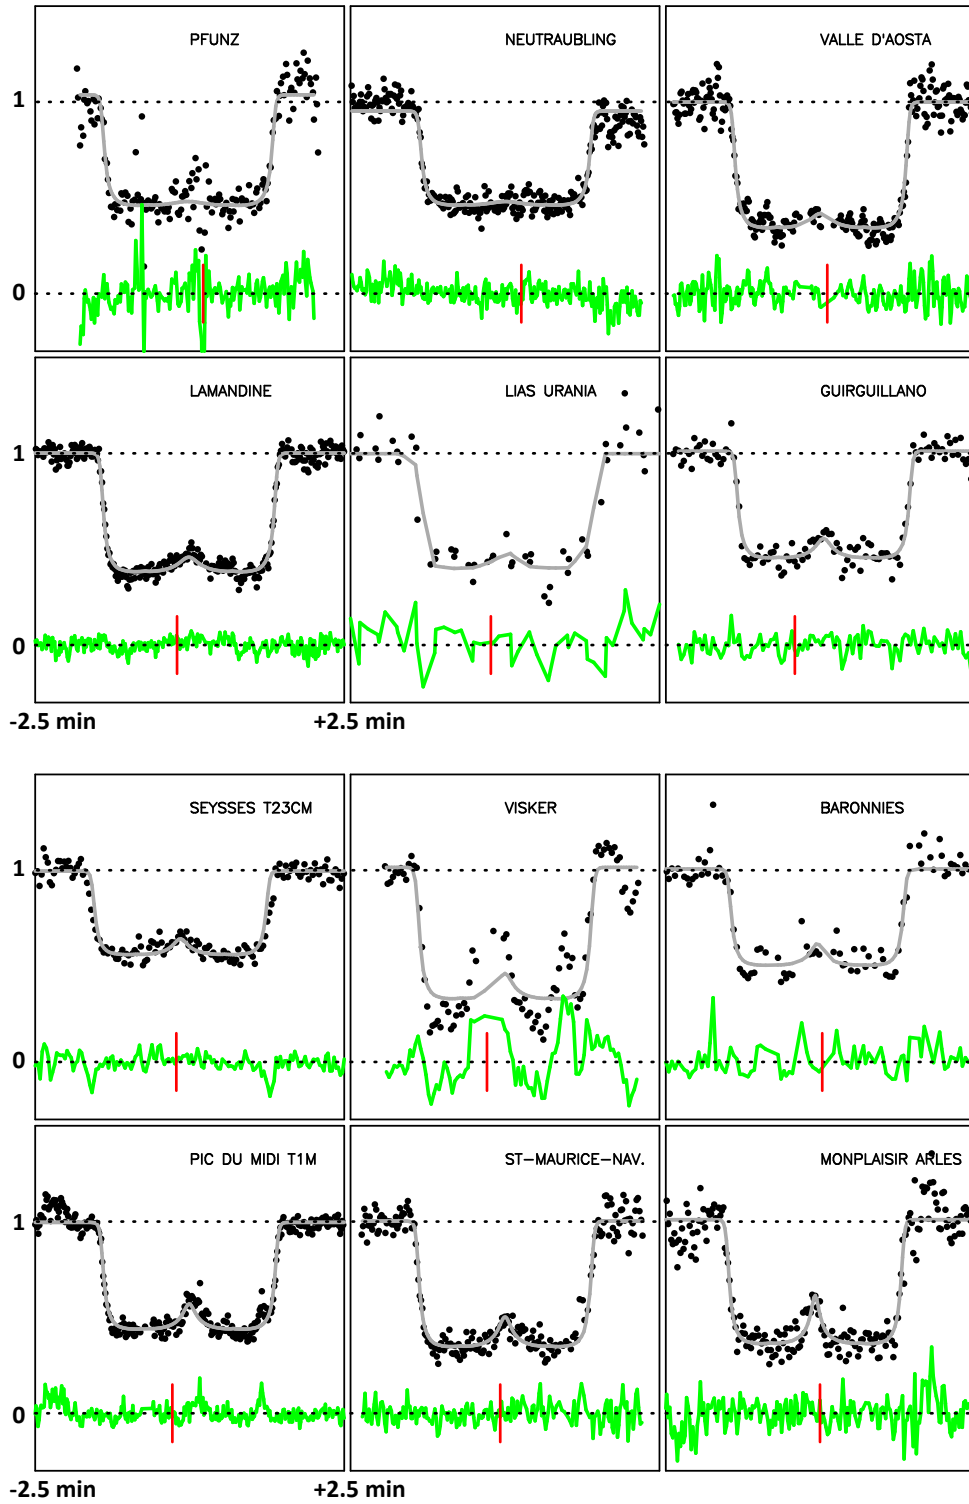 PFUNZ
NEUTRAUBLING
VALLE D'AOSTA
1
0
LAMANDINE
LIAS URANIA
GUIRGUILLANO
1
0
-2.5 min
+2.5 min
SEYSSES T23CM
VISKER
BARONNIES
1
0
PIC DU MIDI T1M
ST-MAURICE-NAV.
MONPLAISIR ARLES
1
0
-2.5 min
+2.5 min